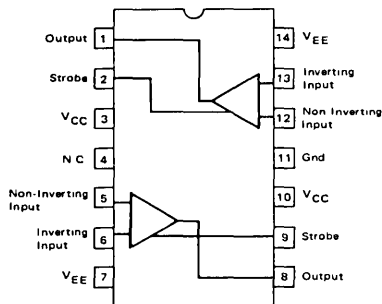 Output 1
Strobe 2
VCC 3
NC 4
Non-Inverting
Input 5
Inverting
Input 6
VEE 7
14 VEE
13 Inverting
Input
12 Non Inverting
Input
11 Gnd
10 VCC
9 Strobe
8 Output